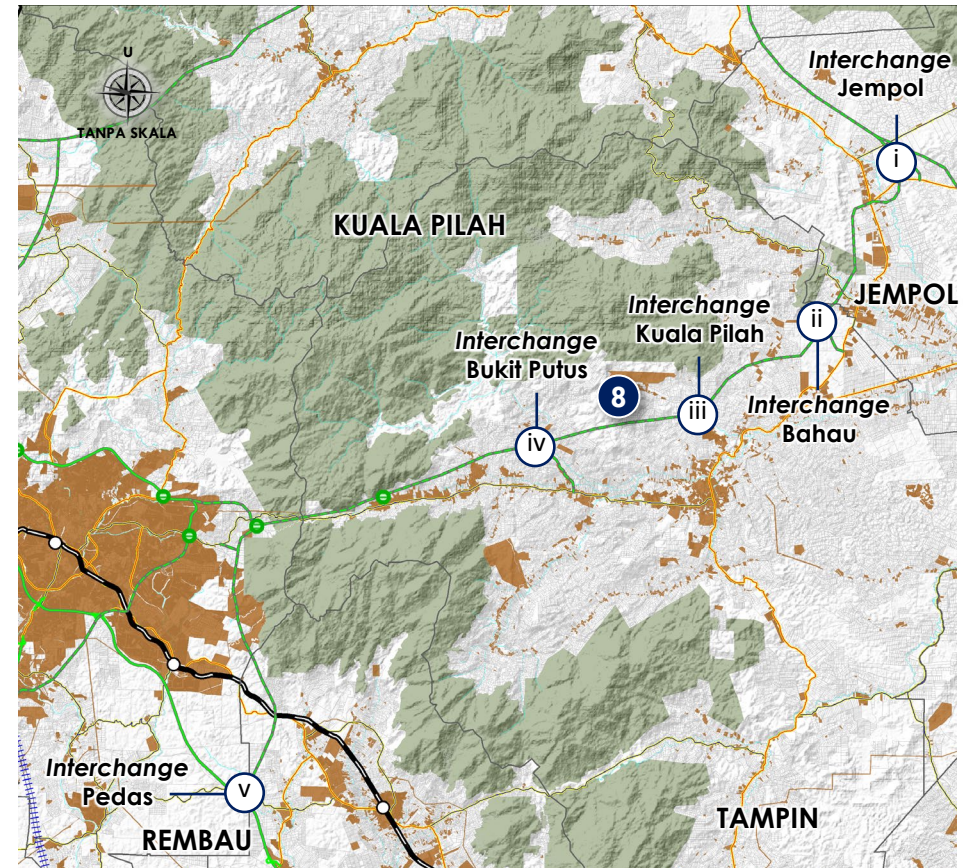 U
TANPA SKALA
Interchange
Jempol
i
KUALA PILAH
JEMPOL
Interchange
Kuala Pilah
ii
Interchange
Bukit Putus
8
iii
Interchange
Bahau
iv
Interchange
Pedas
v
REMBAU
TAMPIN